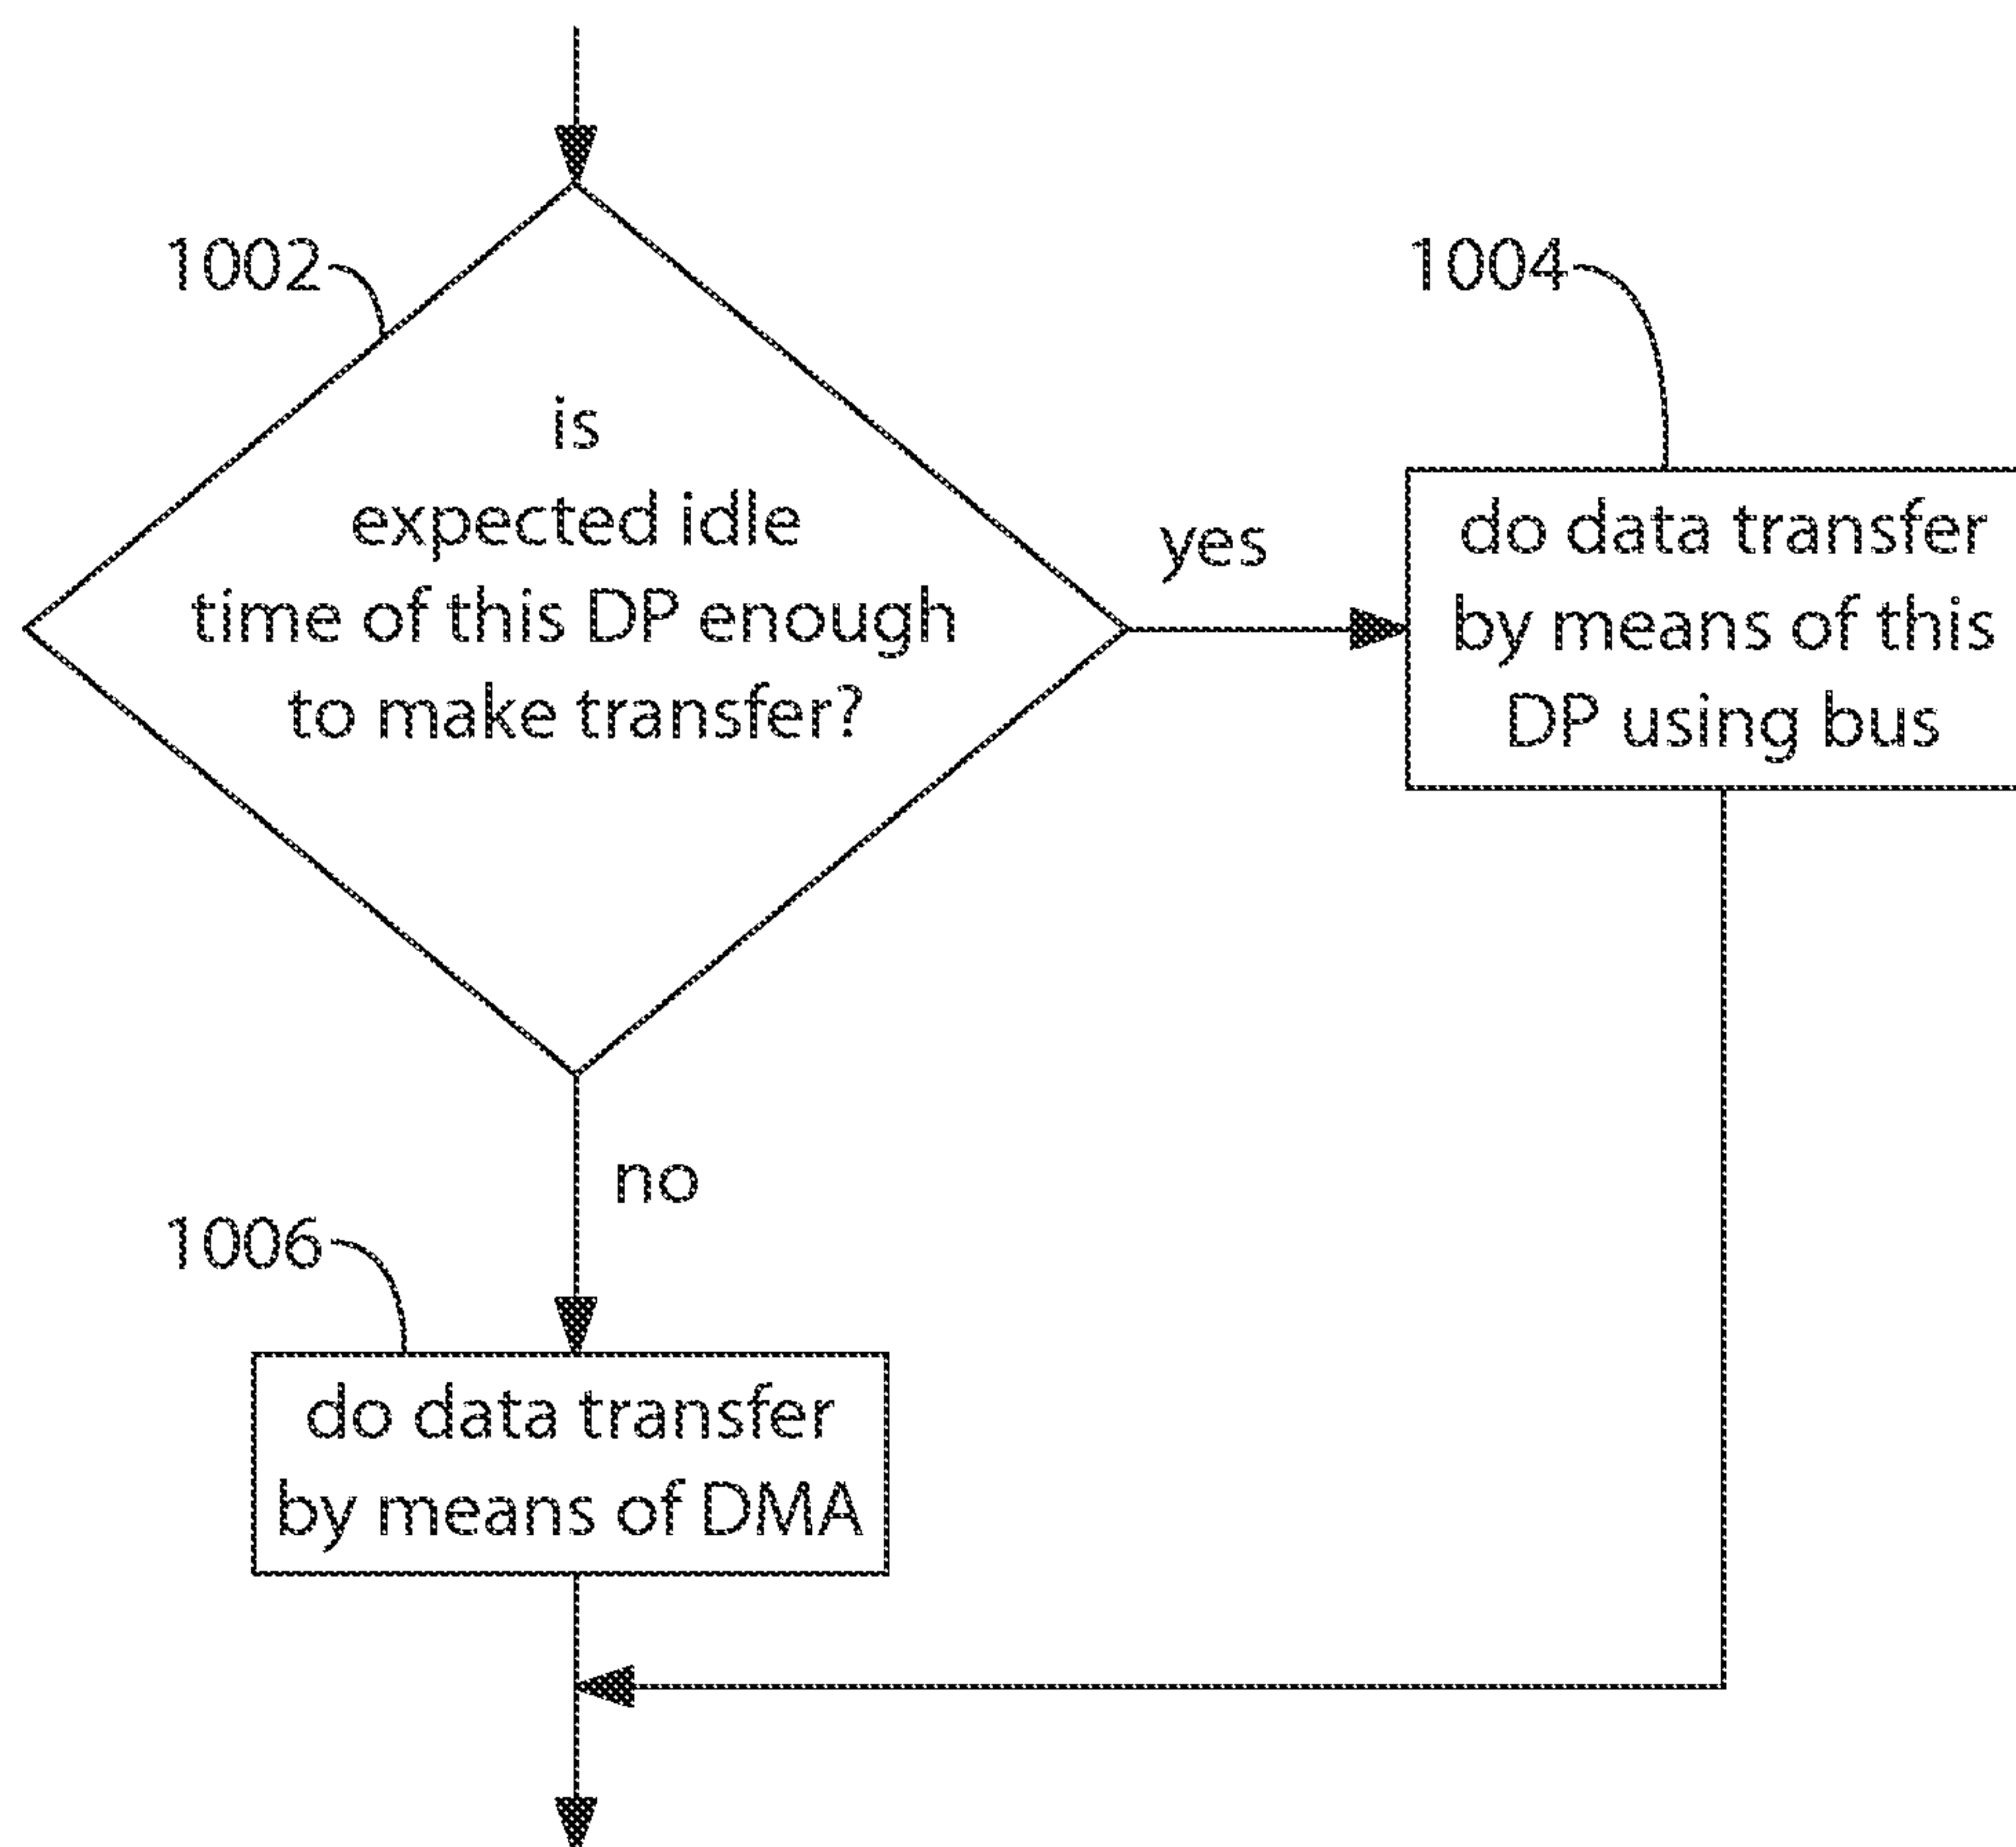 1002
is
expected idle
time of this DP enough
to make transfer?
yes
1004
do data transfer
by means of this
DP using bus
no
1006
do data transfer
by means of DMA